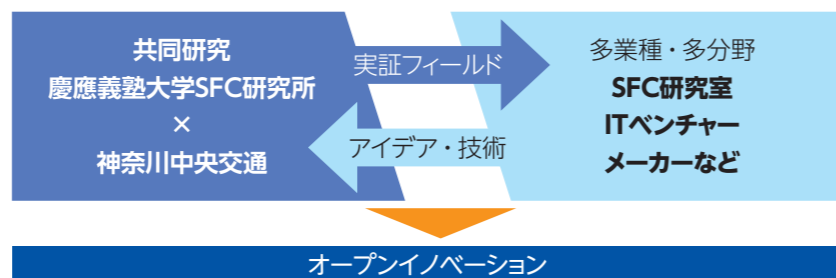 共同研究
慶應義塾大学SFC研究所
×
神奈川中央交通
実証フィールド
アイデア・技術
多業種・多分野
SFC研究室
ITベンチャー
メーカーなど
オープンイノベーション